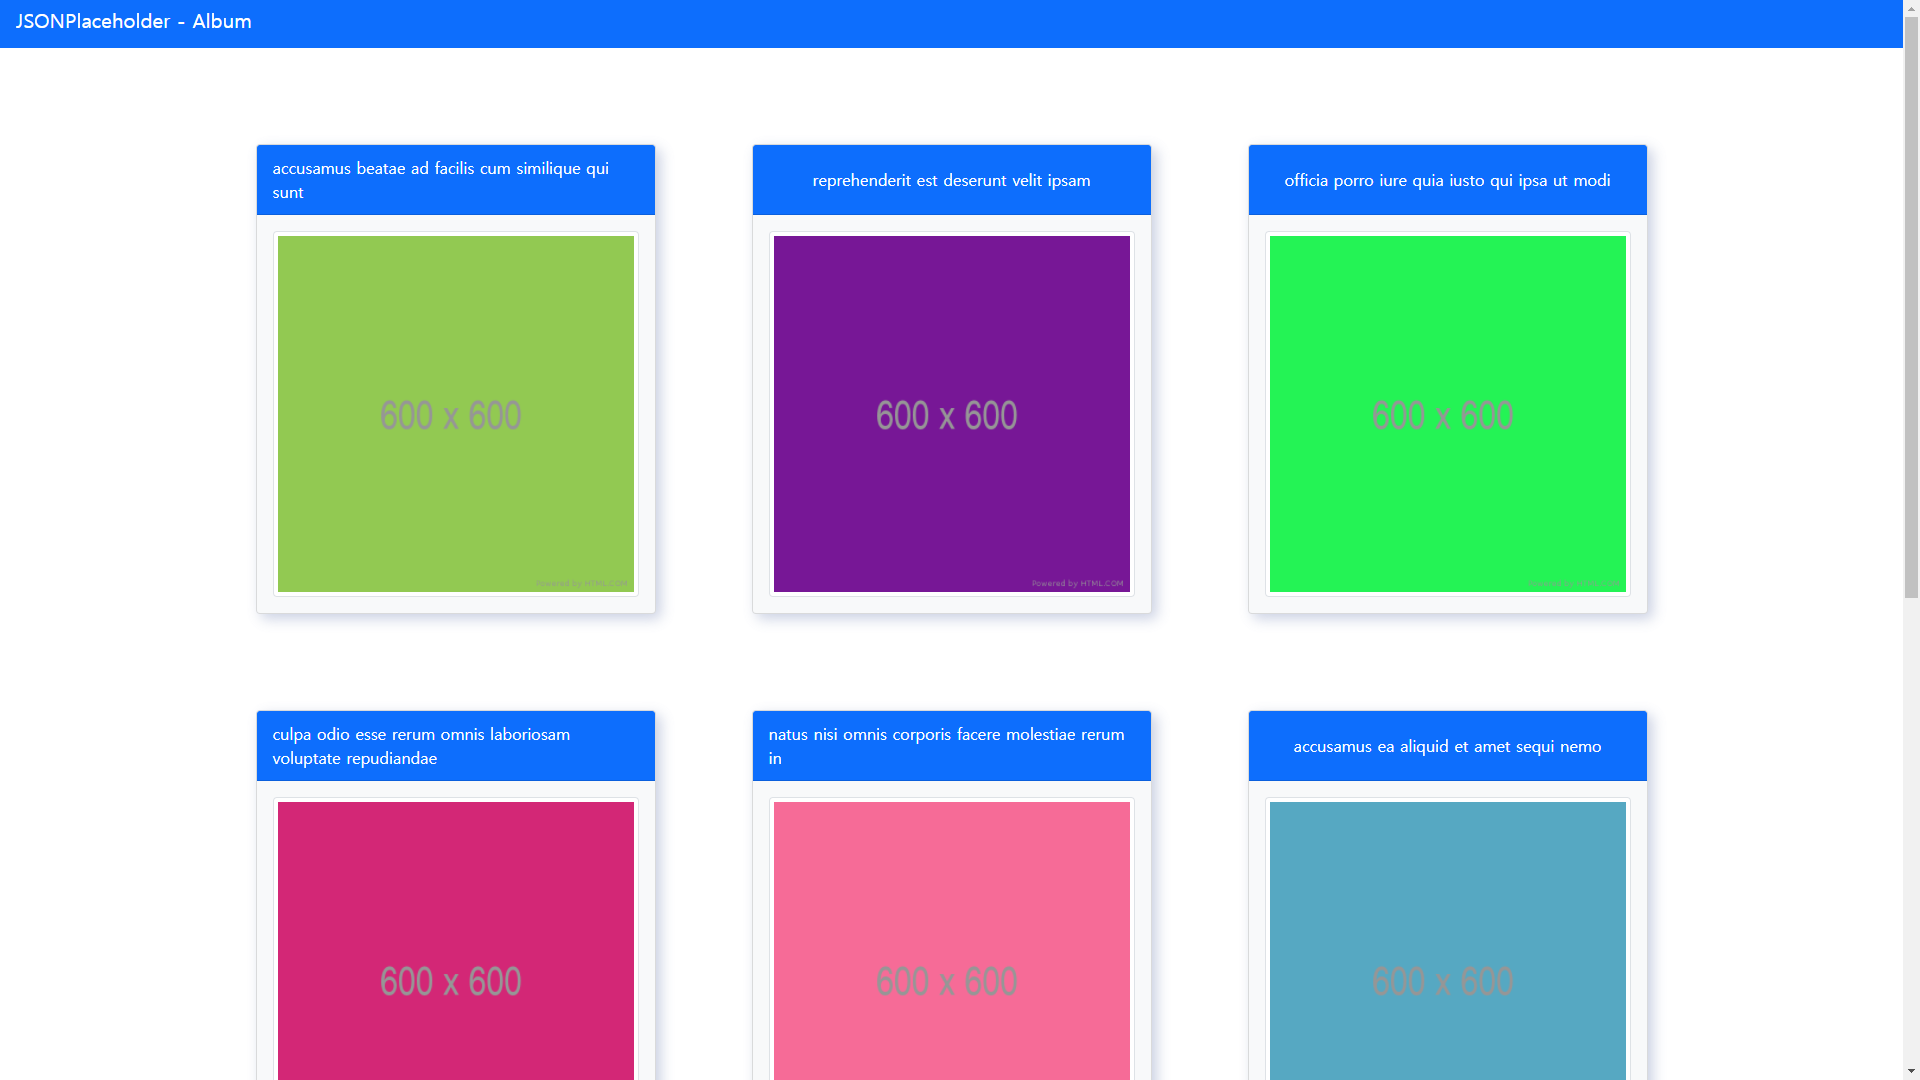 JSONPlaceholder - Album
accusamus beatae ad facilis cum similique qui
sunt
reprehenderit est deserunt velit ipsam
officia porro iure quia iusto qui ipsa ut modi
600 x 600
600 x 600
600 x 600
Powered by HTML.COM
Powered by HTML.COM
Powered by HTML.COM
culpa odio esse rerum omnis laboriosam
voluptate repudiandae
natus nisi omnis corporis facere molestiae rerum
in
accusamus ea aliquid et amet sequi nemo
600 x 600
600 x 600
600 x 600